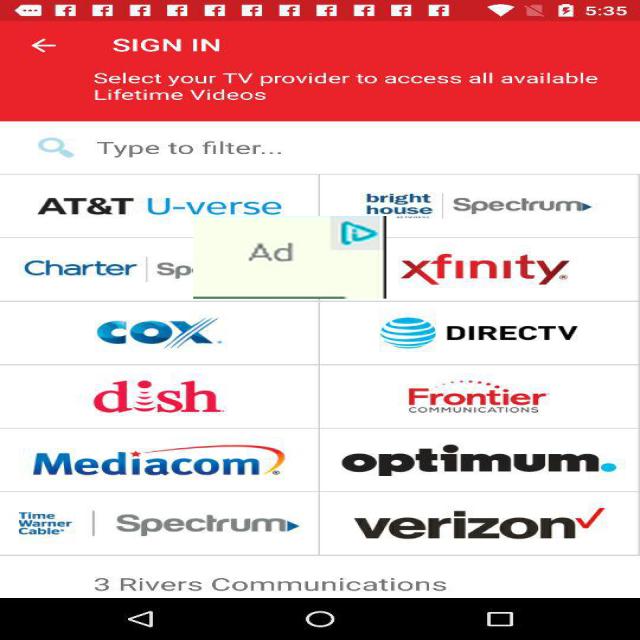 5:35
SIGN IN
Select your TV provider to access all available
Lifetime Videos
Type to filter...
AT&T U-verse
bright house NETWORKS | Spectrum
Charter | Sp
Ad
xfinity
COX
DIRECTV
dish
Frontier
COMMUNICATIONS
Mediacom
optimum.
Time Warner Cable | Spectrum
verizon
3 Rivers Communications